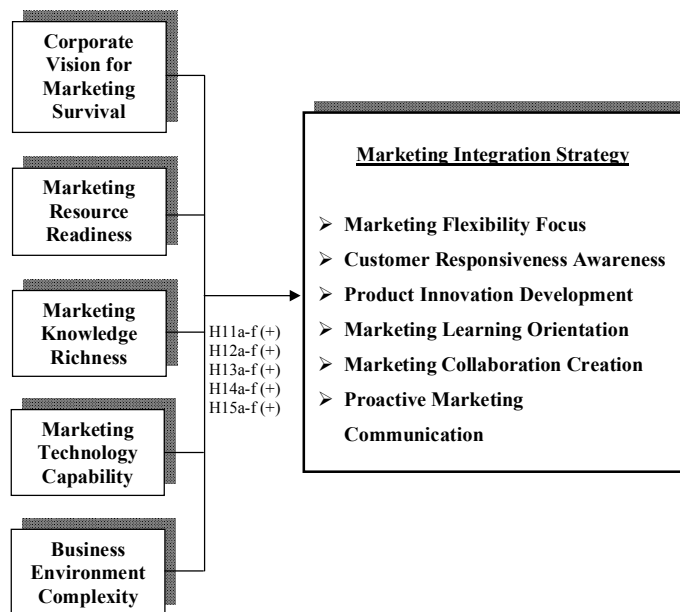 Corporate
Vision for
Marketing
Survival
Marketing
Resource
Readiness
Marketing
Knowledge
Richness
Marketing
Technology
Capability
Business
Environment
Complexity
H11a-f (+)
H12a-f (+)
H13a-f (+)
H14a-f (+)
H15a-f (+)
Marketing Integration Strategy
➢ Marketing Flexibility Focus
➢ Customer Responsiveness Awareness
➢ Product Innovation Development
➢ Marketing Learning Orientation
➢ Marketing Collaboration Creation
➢ Proactive Marketing
Communication